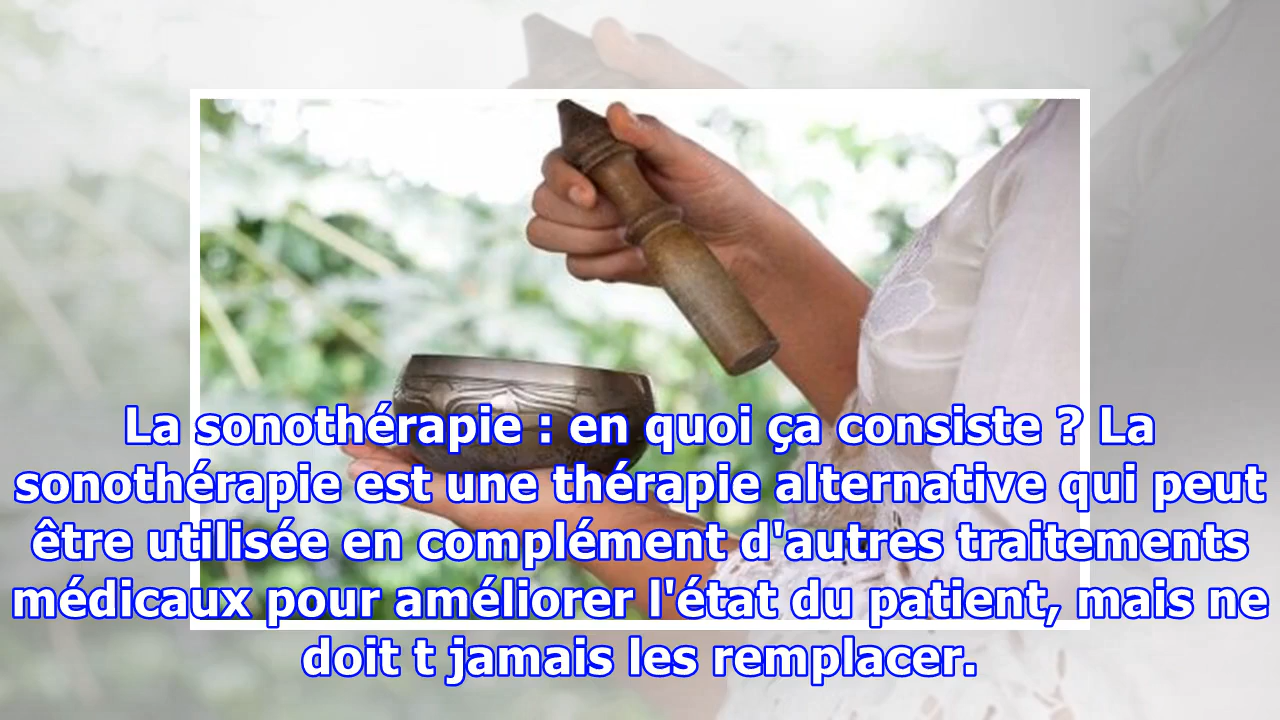 La sonothérapie : en quoi ça consiste ? La
sonothérapie est une thérapie alternative qui peut
être utilisée en complément d'autres traitements
médicaux pour améliorer l'état du patient, mais ne
doit t jamais les remplacer.